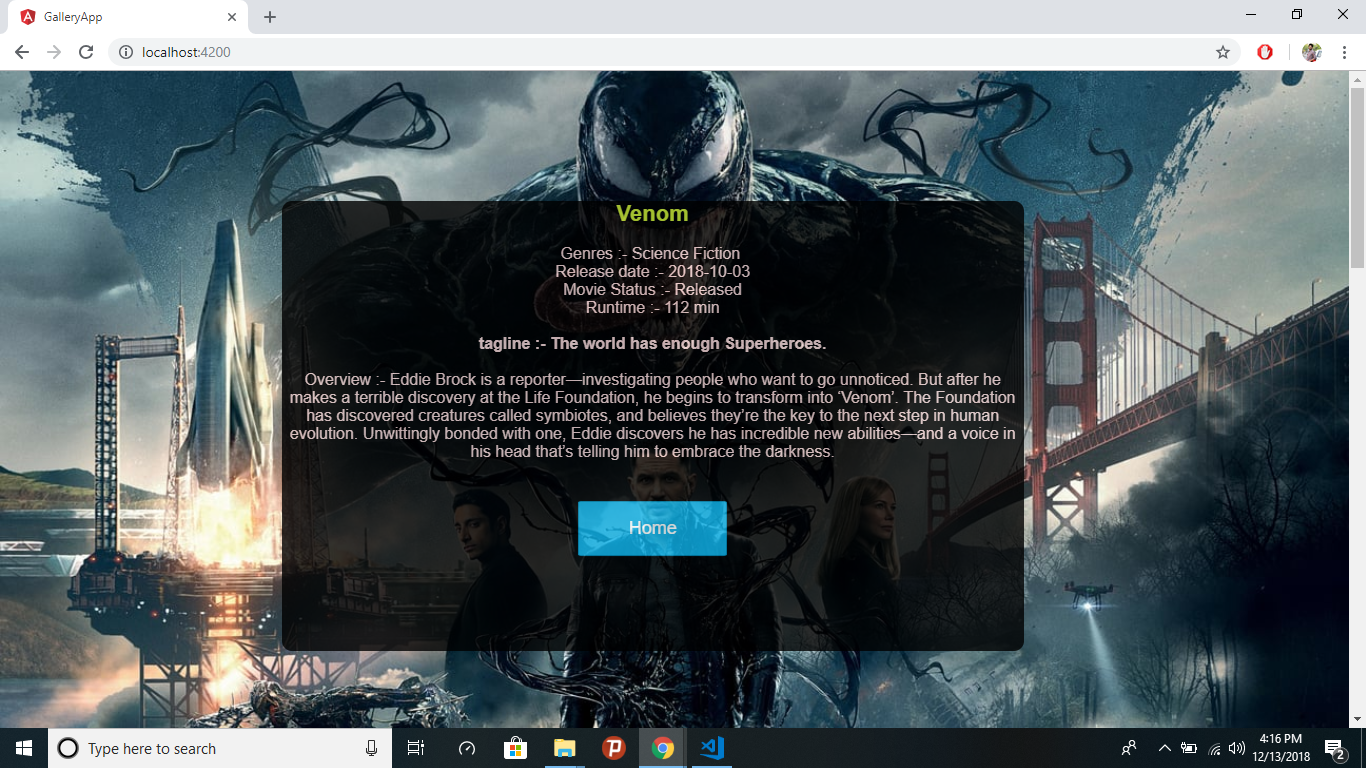 GalleryApp
localhost:4200
Venom
Genres :- Science Fiction
Release date :- 2018-10-03
Movie Status :- Released
Runtime :- 112 min
tagline :- The world has enough Superheroes.
Overview :- Eddie Brock is a reporter—investigating people who want to go unnoticed. But after he
makes a terrible discovery at the Life Foundation, he begins to transform into ‘Venom’. The Foundation
has discovered creatures called symbiotes, and believes they’re the key to the next step in human
evolution. Unwittingly bonded with one, Eddie discovers he has incredible new abilities—and a voice in
his head that’s telling him to embrace the darkness.
Home
Type here to search
4:16 PM
12/13/2018
2